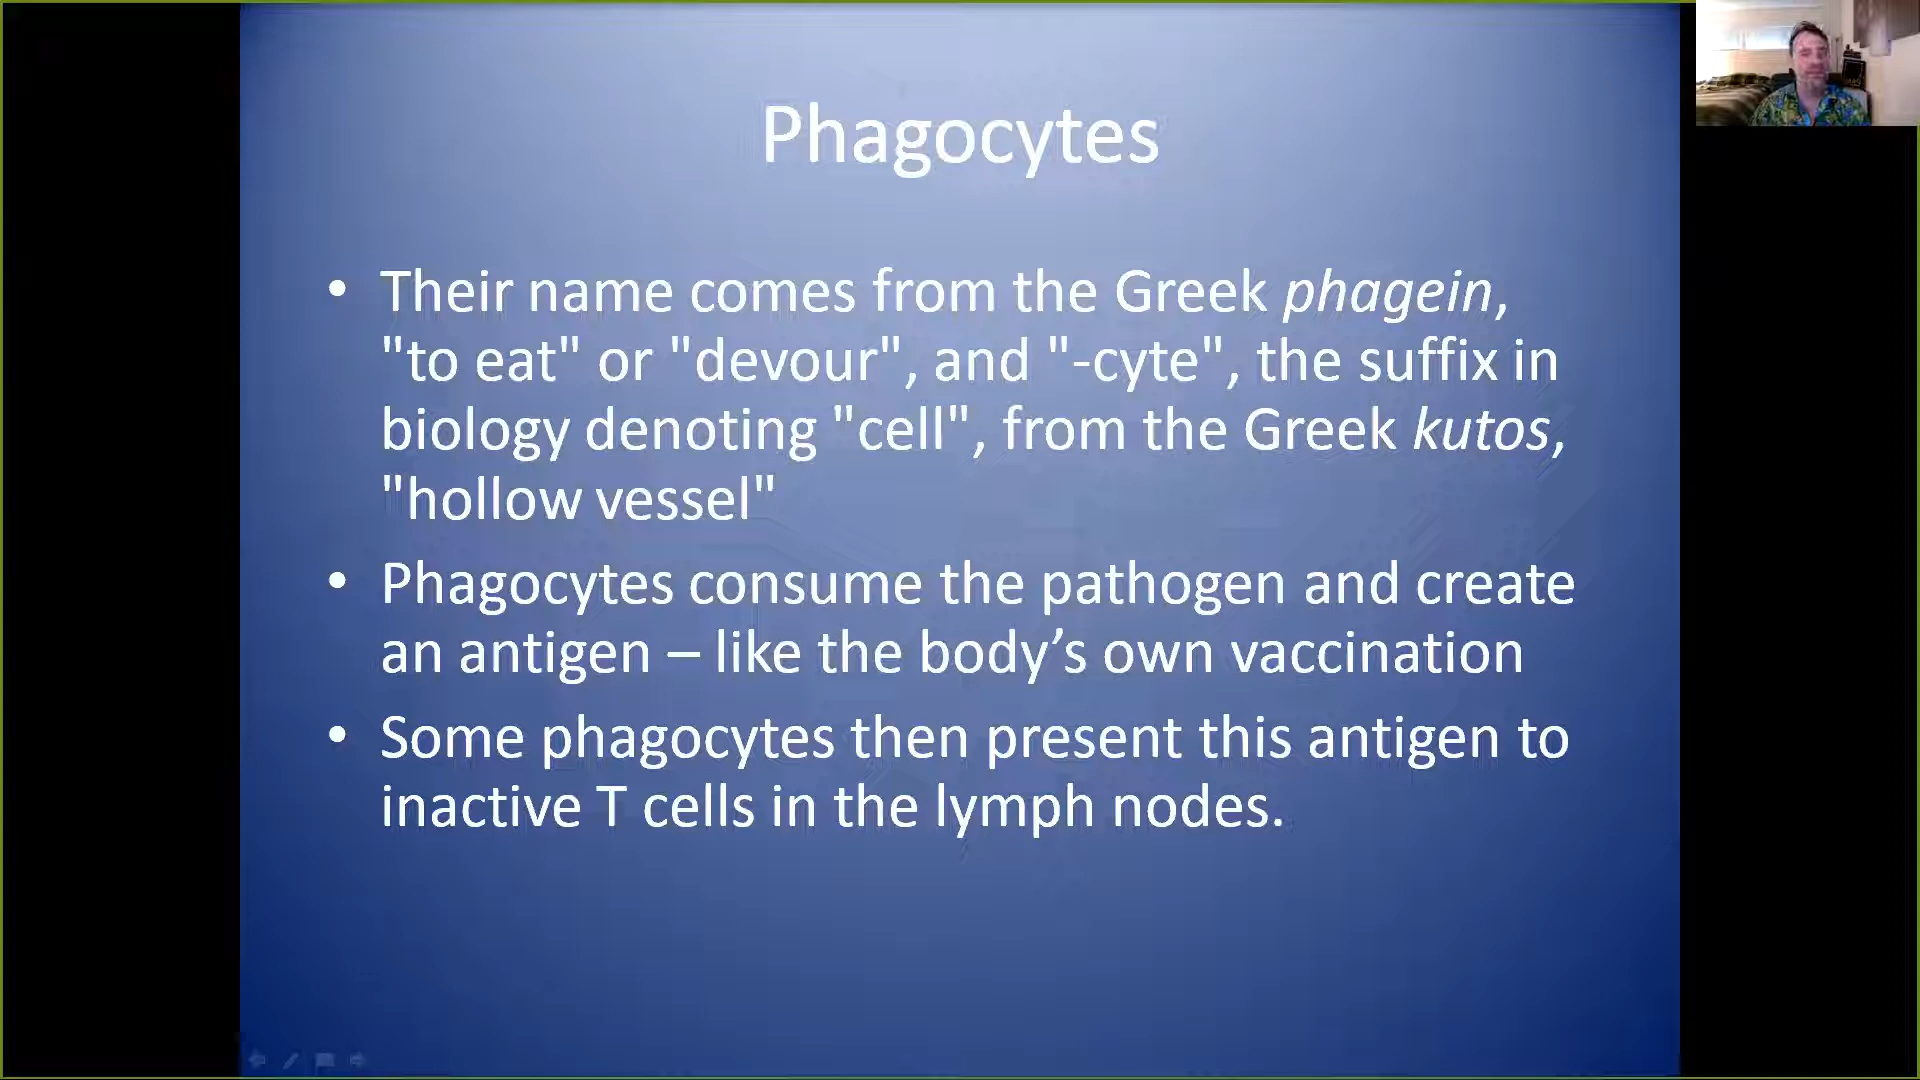 Phagocytes
• Their name comes from the Greek phagein,
"to eat" or "devour", and "-cyte", the suffix in
biology denoting "cell", from the Greek kutos,
"hollow vessel"
• Phagocytes consume the pathogen and create
an antigen – like the body’s own vaccination
• Some phagocytes then present this antigen to
inactive T cells in the lymph nodes.